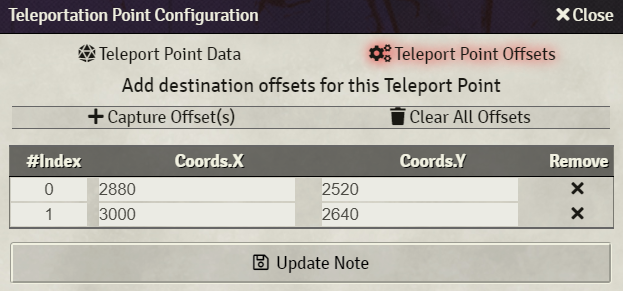 Teleportation Point Configuration Close
Teleport Point Data Teleport Point Offsets
Add destination offsets for this Teleport Point
Capture Offset(s) Clear All Offsets
#Index Coords.X Coords.Y Remove
0 2880 2520
1 3000 2640
Update Note